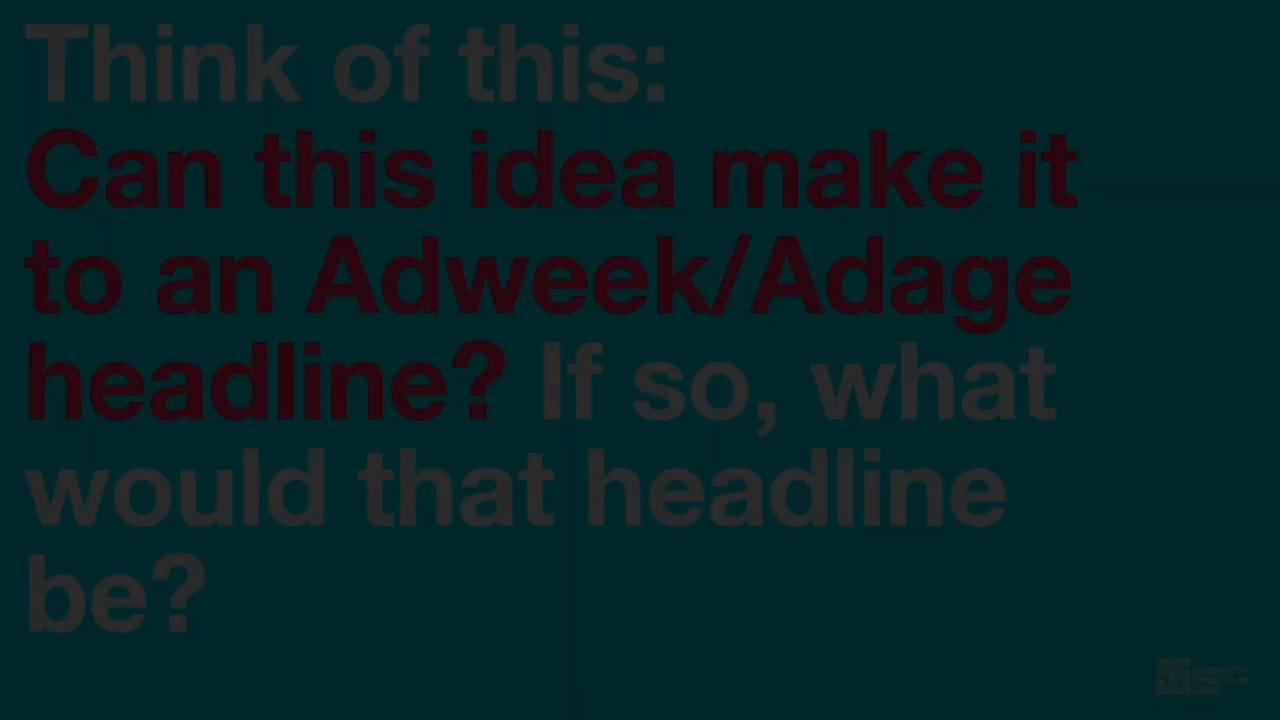 Think of this:
Can this idea make it
to an Adweek/Adage
headline? If so, what
would that headline
be?